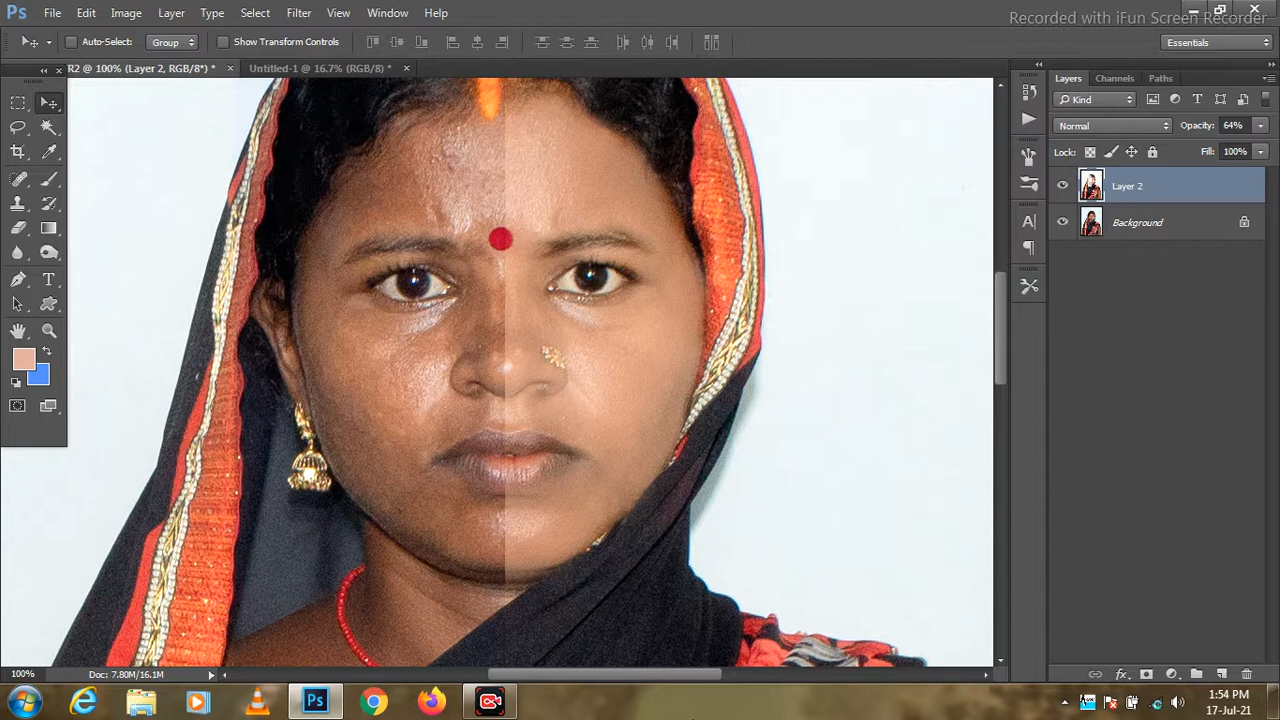 Ps File Edit Image Layer Type Select Filter View Window Help
Recorded with iFun Screen Recorder
Auto-Select: Group Show Transform Controls Essentials
R2 @ 100% (Layer 2, RGB/8*) * × Untitled-1 @ 16.7% (RGB/8) * ×
Layers Channels Paths
Kind
Normal Opacity: 64%
Lock: Fill: 100%
Layer 2
Background
100% Doc: 7.80M/16.1M
Ps
1:54 PM
17-Jul-21